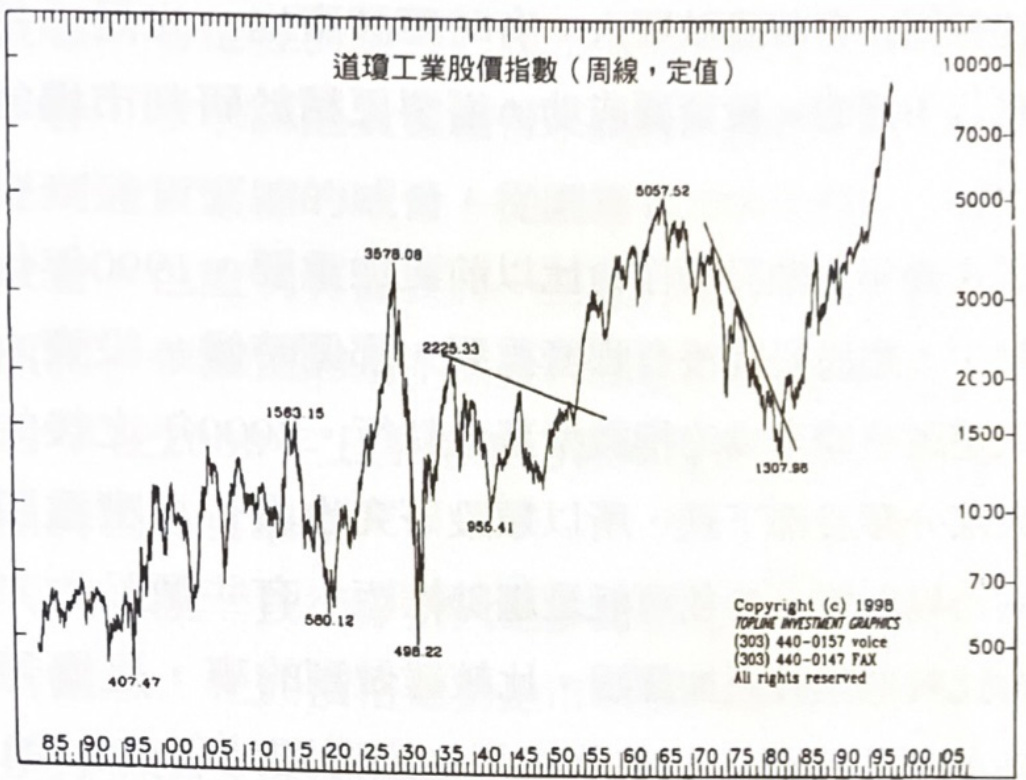 道瓊工業股價指數（周線，定值）
10000
7000
5057.52
5000
3578.08
3000
2223.33
2000
1563.15
1500
1307.98
1000
955.41
700
580.12
Copyright (c) 1998
TOPLINE INVESTMENT GRAPHICS
(303) 440-0157 voice
(303) 440-0147 FAX
All rights reserved
498.22
500
407.47
85 90 95 00 05 10 15 20 25 30 35 40 45 50 55 60 65 70 75 80 85 90 95 00 05